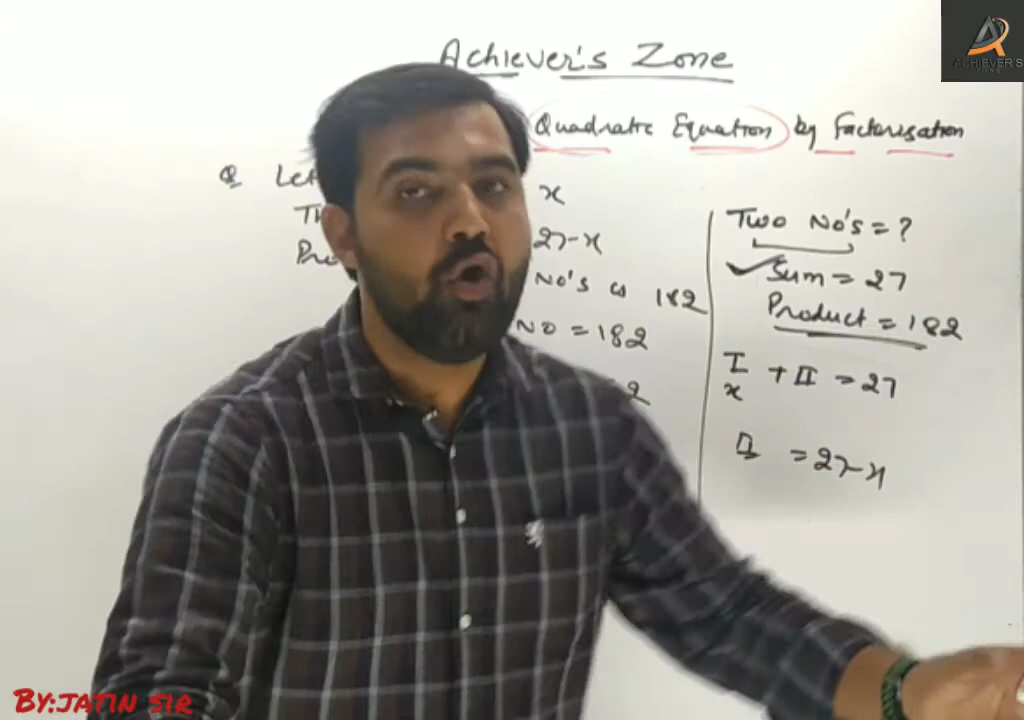 Achiever's Zone
ACHIEVER'S
Quadratic Equation by Factorisation
Q Let x
27-x
No's is 182
No = 182
2
Two No's = ?
Sum = 27
Product = 182
I + II = 27
x
II = 27-x
BY:JATIN SIR